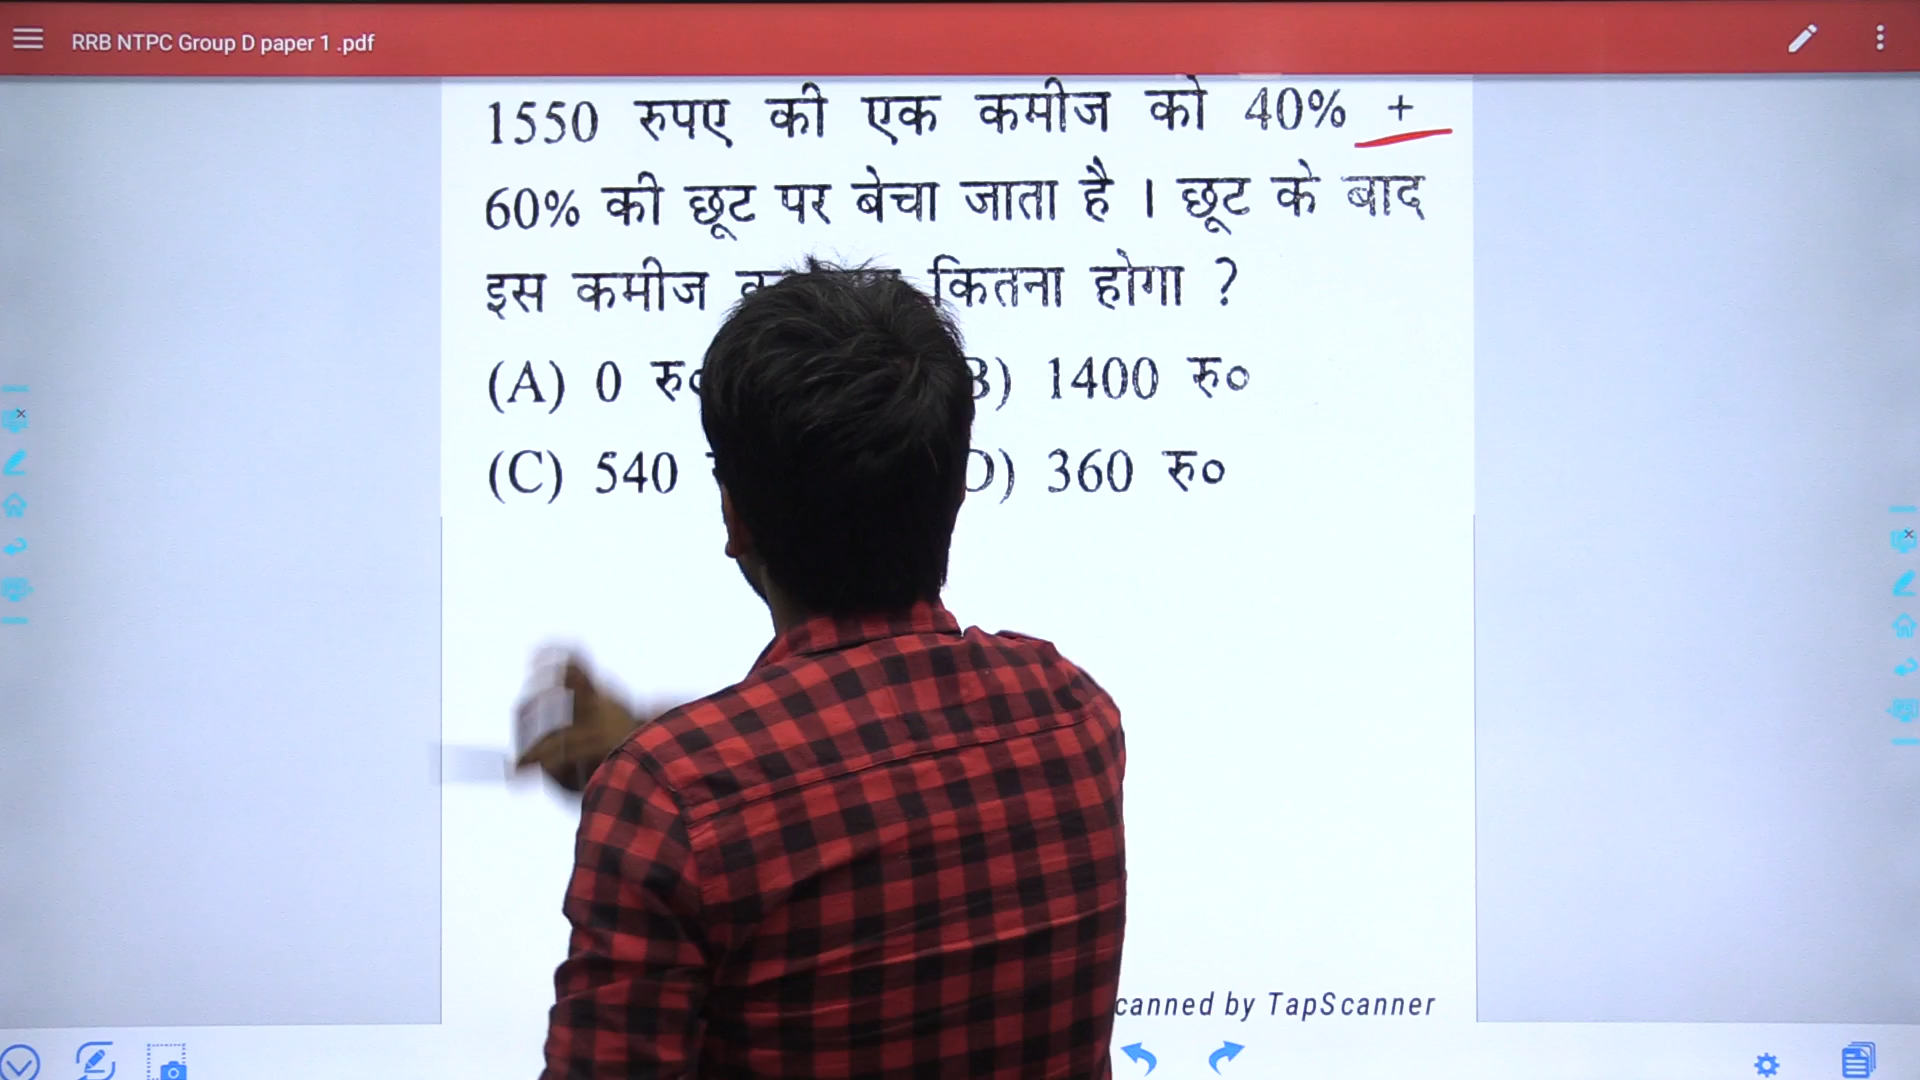 RRB NTPC Group D paper 1 .pdf
1550 रुपए की एक कमीज को 40% +
60% की छूट पर बेचा जाता है । छूट के बाद
इस कमीज कितना होगा ?
(A) 0 रु० B) 1400 रु०
(C) 540 D) 360 रु०
canned by TapScanner